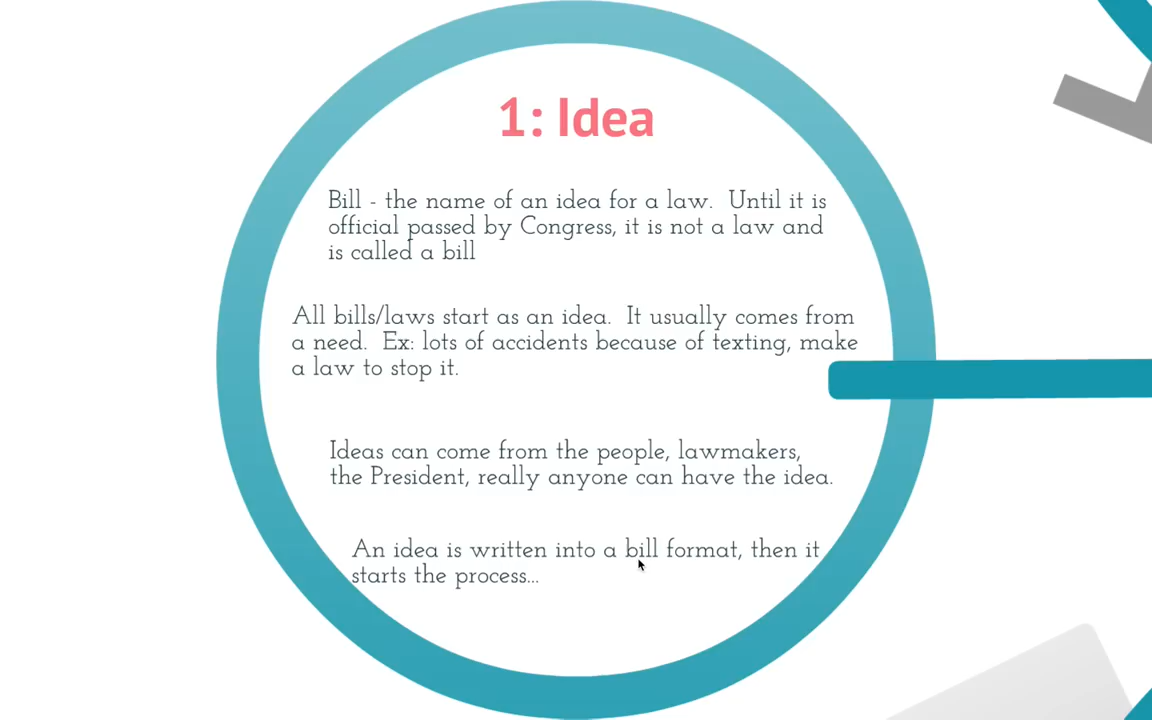 1: Idea
Bill - the name of an idea for a law.  Until it is
official passed by Congress, it is not a law and
is called a bill
All bills/laws start as an idea.  It usually comes from
a need.  Ex: lots of accidents because of texting, make
a law to stop it.
Ideas can come from the people, lawmakers,
the President, really anyone can have the idea.
An idea is written into a bill format, then it
starts the process...